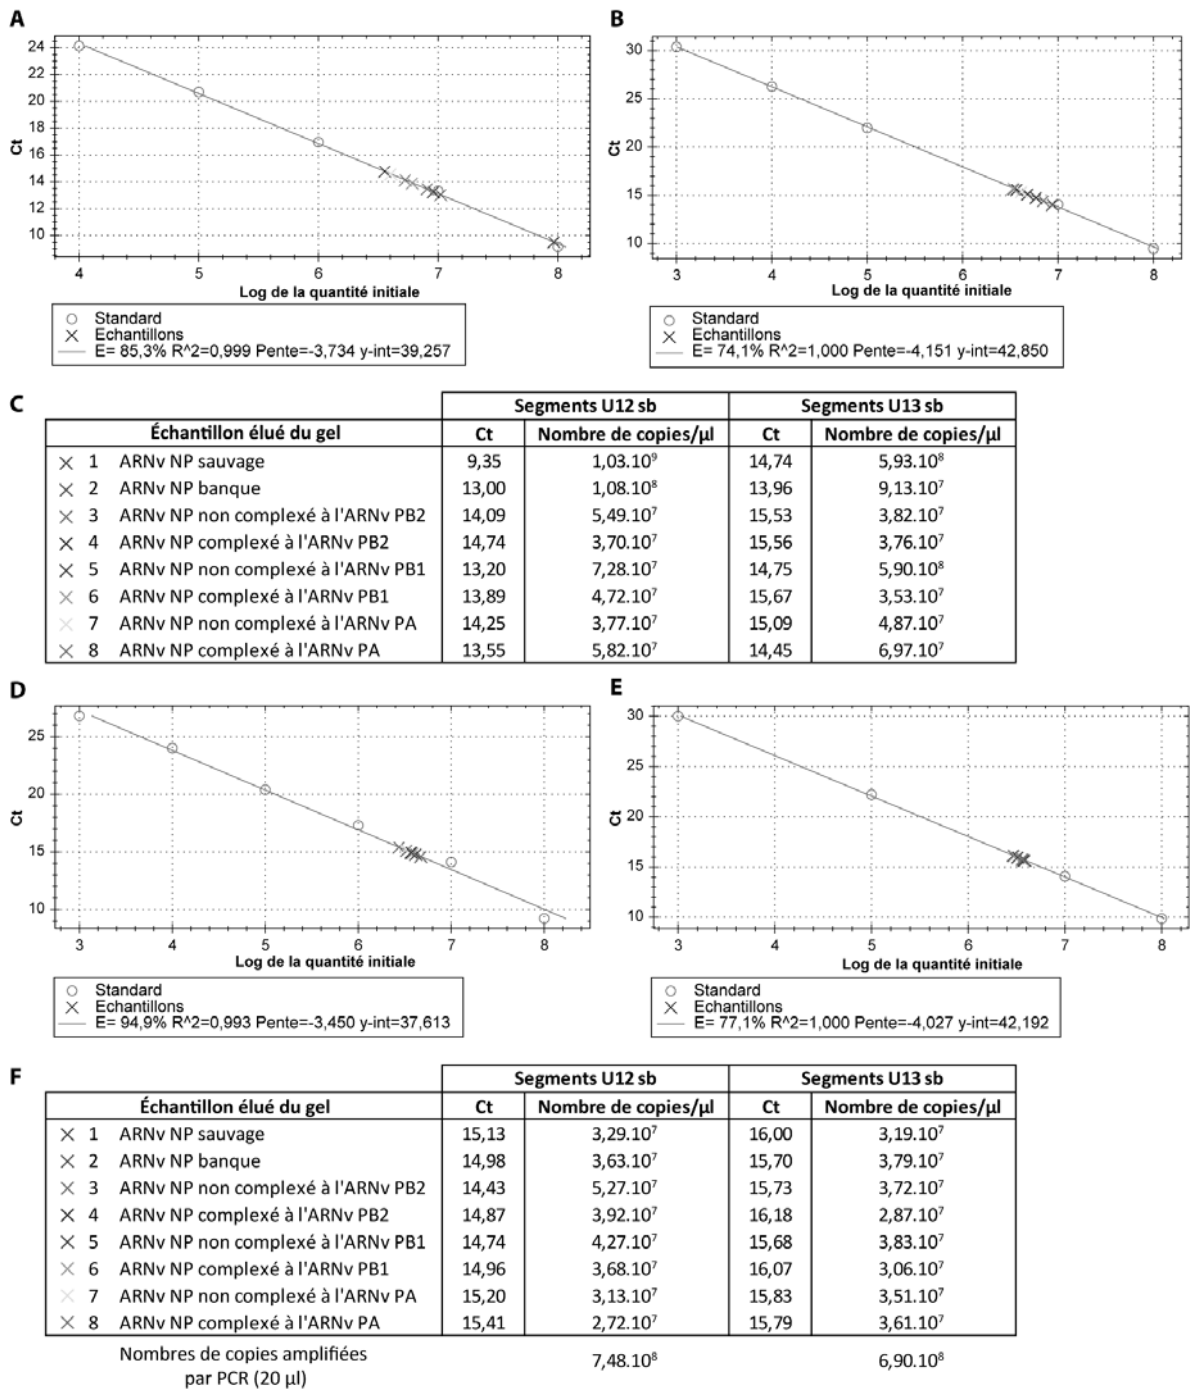 A
Ct
24
22
20
18
16
14
12
10
4 5 6 7 8
Log de la quantité initiale
Standard
Echantillons
E= 85,3% R^2=0,999 Pente=-3,734 y-int=39,257
B
Ct
30
25
20
15
10
3 4 5 6 7 8
Log de la quantité initiale
Standard
Echantillons
E= 74,1% R^2=1,000 Pente=-4,151 y-int=42,850
C
Segments U12 sb Segments U13 sb
Échantillon élué du gel Ct Nombre de copies/µl Ct Nombre de copies/µl
1 ARNv NP sauvage 9,35 1,03.10⁹ 14,74 5,93.10⁸
2 ARNv NP banque 13,00 1,08.10⁸ 13,96 9,13.10⁷
3 ARNv NP non complexé à l'ARNv PB2 14,09 5,49.10⁷ 15,53 3,82.10⁷
4 ARNv NP complexé à l'ARNv PB2 14,74 3,70.10⁷ 15,56 3,76.10⁷
5 ARNv NP non complexé à l'ARNv PB1 13,20 7,28.10⁷ 14,75 5,90.10⁸
6 ARNv NP complexé à l'ARNv PB1 13,89 4,72.10⁷ 15,67 3,53.10⁷
7 ARNv NP non complexé à l'ARNv PA 14,25 3,77.10⁷ 15,09 4,87.10⁷
8 ARNv NP complexé à l'ARNv PA 13,55 5,82.10⁷ 14,45 6,97.10⁷
D
Ct
25
20
15
10
3 4 5 6 7 8
Log de la quantité initiale
Standard
Echantillons
E= 94,9% R^2=0,993 Pente=-3,450 y-int=37,613
E
Ct
30
25
20
15
10
3 4 5 6 7 8
Log de la quantité initiale
Standard
Echantillons
E= 77,1% R^2=1,000 Pente=-4,027 y-int=42,192
F
Segments U12 sb Segments U13 sb
Échantillon élué du gel Ct Nombre de copies/µl Ct Nombre de copies/µl
1 ARNv NP sauvage 15,13 3,29.10⁷ 16,00 3,19.10⁷
2 ARNv NP banque 14,98 3,63.10⁷ 15,70 3,79.10⁷
3 ARNv NP non complexé à l'ARNv PB2 14,43 5,27.10⁷ 15,73 3,72.10⁷
4 ARNv NP complexé à l'ARNv PB2 14,87 3,92.10⁷ 16,18 2,87.10⁷
5 ARNv NP non complexé à l'ARNv PB1 14,74 4,27.10⁷ 15,68 3,83.10⁷
6 ARNv NP complexé à l'ARNv PB1 14,96 3,68.10⁷ 16,07 3,06.10⁷
7 ARNv NP non complexé à l'ARNv PA 15,20 3,13.10⁷ 15,83 3,51.10⁷
8 ARNv NP complexé à l'ARNv PA 15,41 2,72.10⁷ 15,79 3,61.10⁷
Nombres de copies amplifiées 7,48.10⁸ 6,90.10⁸
par PCR (20 µl)